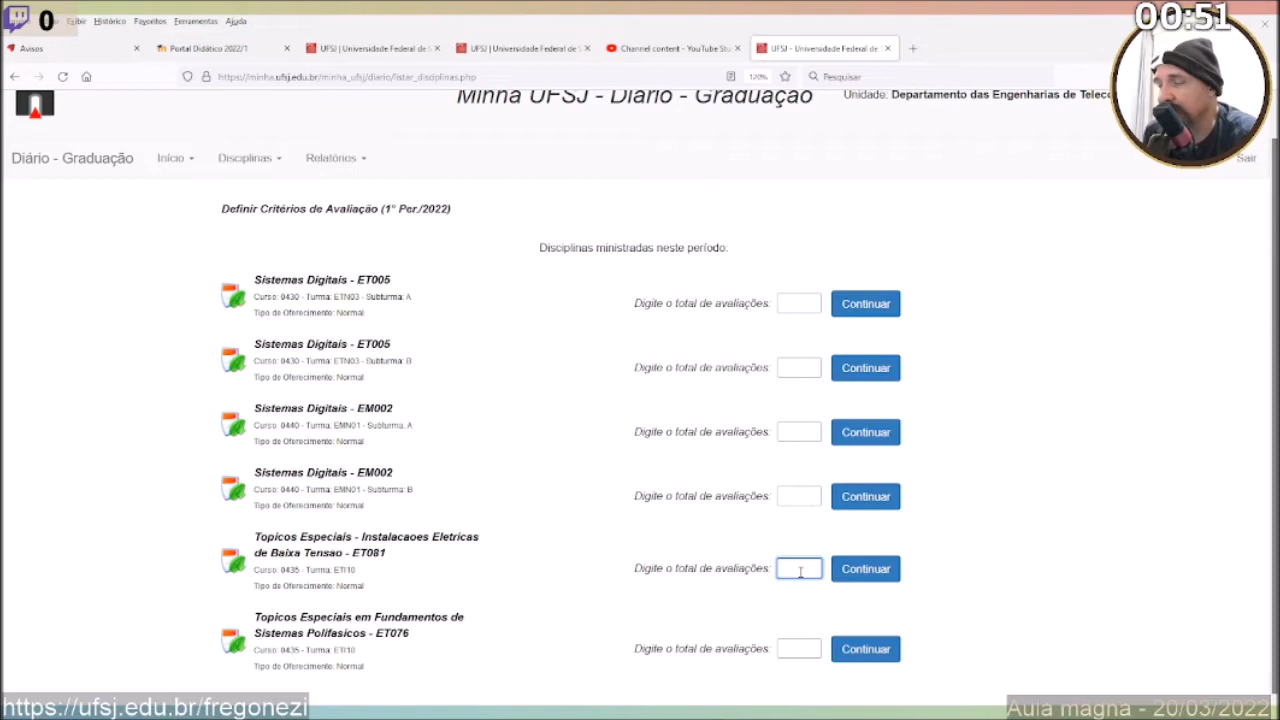 0
Exibir Histórico Favoritos Ferramentas Ajuda
00:51
Avisos
Portal Didático 2022/1
UFSJ | Universidade Federal de S
UFSJ | Universidade Federal de S
Channel content - YouTube Stu
UFSJ - Universidade Federal de
https://minha.ufsj.edu.br/minha_ufsj/diario/listar_disciplinas.php
120%
Pesquisar
Minha UFSJ - Diário - Graduação
Unidade: Departamento das Engenharias de Telec
Diário - Graduação
Início
Disciplinas
Relatórios
Sair
Definir Critérios de Avaliação (1° Per./2022)
Disciplinas ministradas neste período:
Sistemas Digitais - ET005
Curso: 0430 - Turma: ETN03 - Subturma: A
Tipo de Oferecimento: Normal
Digite o total de avaliações:
Continuar
Sistemas Digitais - ET005
Curso: 0430 - Turma: ETN03 - Subturma: B
Tipo de Oferecimento: Normal
Digite o total de avaliações:
Continuar
Sistemas Digitais - EM002
Curso: 0440 - Turma: EMN01 - Subturma: A
Tipo de Oferecimento: Normal
Digite o total de avaliações:
Continuar
Sistemas Digitais - EM002
Curso: 0440 - Turma: EMN01 - Subturma: B
Tipo de Oferecimento: Normal
Digite o total de avaliações:
Continuar
Topicos Especiais - Instalacaoes Eletricas
de Baixa Tensao - ET081
Curso: 0435 - Turma: ETI10
Tipo de Oferecimento: Normal
Digite o total de avaliações:
Continuar
Topicos Especiais em Fundamentos de
Sistemas Polifasicos - ET076
Curso: 0435 - Turma: ETI10
Tipo de Oferecimento: Normal
Digite o total de avaliações:
Continuar
https://ufsj.edu.br/fregonezi
Aula magna - 20/03/2022